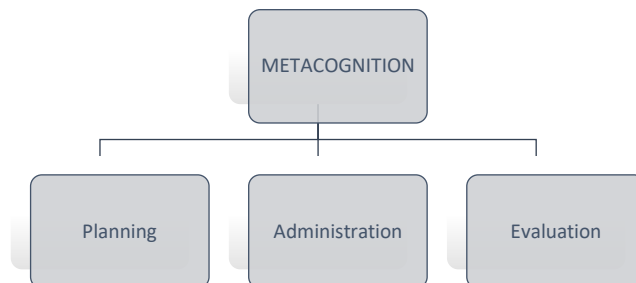 METACOGNITION
Planning
Administration
Evaluation